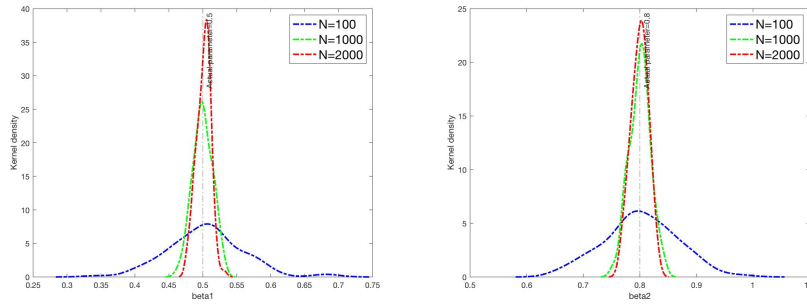 40
35
30
25
20
15
10
5
0
Kernel density
0.25 0.3 0.35 0.4 0.45 0.5 0.55 0.6 0.65 0.7 0.75
beta1
Actual parameter=0.5
N=100
N=1000
N=2000
25
20
15
10
5
0
Kernel density
0.5 0.6 0.7 0.8 0.9 1
beta2
Actual parameter=0.8
N=100
N=1000
N=2000